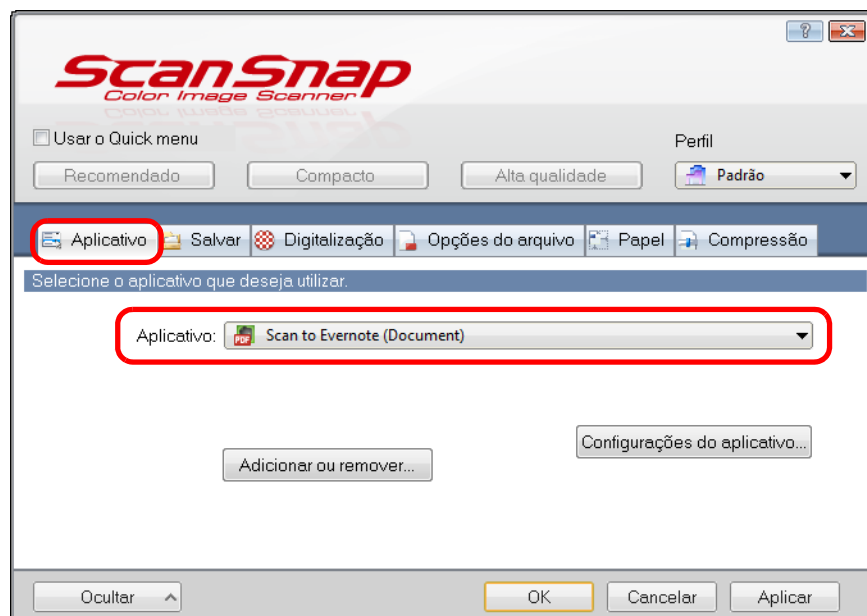 ScanSnap
Color Image Scanner
Usar o Quick menu
Perfil
Recomendado Compacto Alta qualidade Padrão
Aplicativo Salvar Digitalização Opções do arquivo Papel Compressão
Selecione o aplicativo que deseja utilizar.
Aplicativo: PDF Scan to Evernote (Document)
Configurações do aplicativo...
Adicionar ou remover...
Ocultar OK Cancelar Aplicar